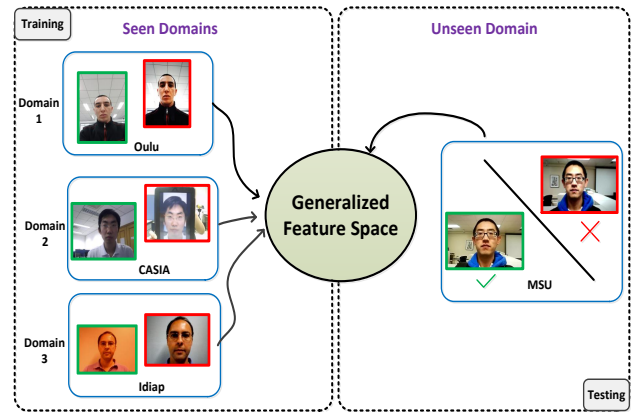 Training
Seen Domains
Unseen Domain
Domain
1
Oulu
Domain
2
CASIA
Domain
3
Idiap
Generalized
Feature Space
MSU
Testing